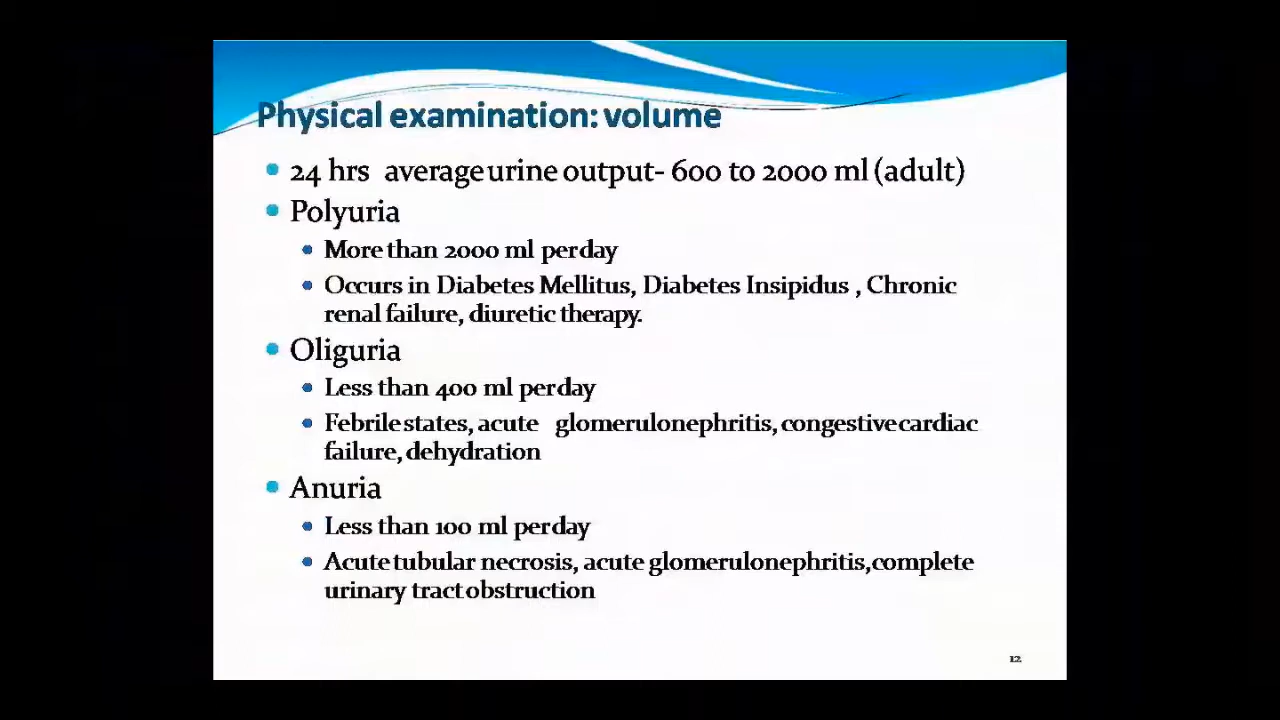 Physical examination: volume
24 hrs average urine output- 600 to 2000 ml (adult)
Polyuria
More than 2000 ml per day
Occurs in Diabetes Mellitus, Diabetes Insipidus , Chronic
renal failure, diuretic therapy.
Oliguria
Less than 400 ml per day
Febrile states, acute glomerulonephritis, congestive cardiac
failure, dehydration
Anuria
Less than 100 ml per day
Acute tubular necrosis, acute glomerulonephritis,complete
urinary tract obstruction
12